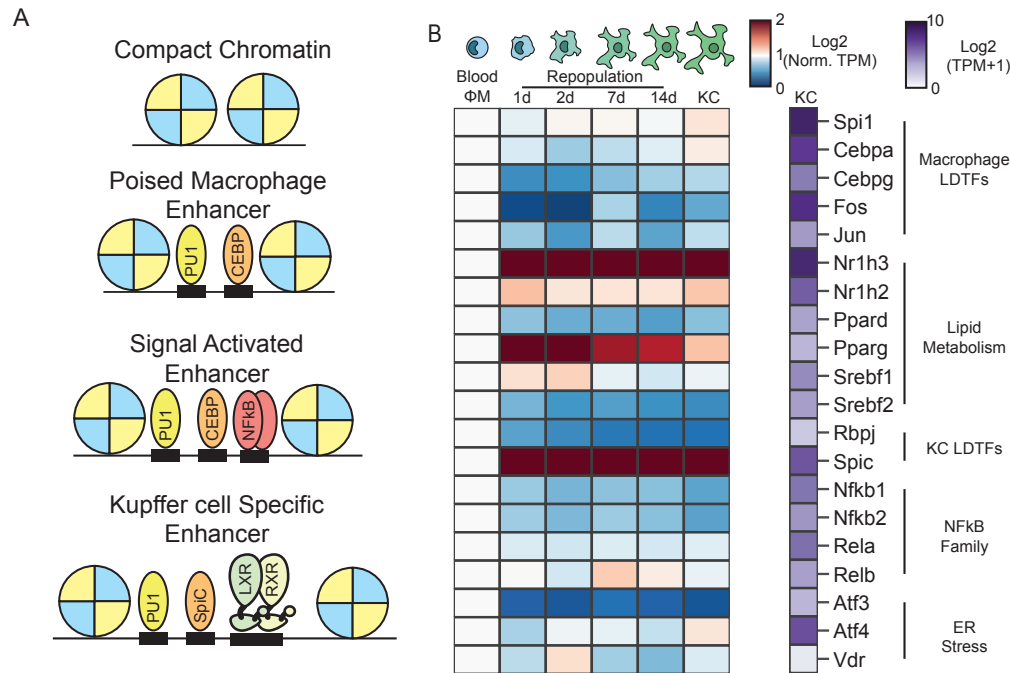 A
Compact Chromatin
Poised Macrophage
Enhancer
PU1
CEBP
Signal Activated
Enhancer
PU1
CEBP
NFkB
Kupffer cell Specific
Enhancer
PU1
SpiC
LXR
RXR
B
Blood
ΦM
Repopulation
1d
2d
7d
14d
KC
2
1
0
Log2
(Norm. TPM)
10
0
Log2
(TPM+1)
KC
Spi1
Cebpa
Cebpg
Fos
Jun
Nr1h3
Nr1h2
Ppard
Pparg
Srebf1
Srebf2
Rbpj
Spic
Nfkb1
Nfkb2
Rela
Relb
Atf3
Atf4
Vdr
Macrophage
LDTFs
Lipid
Metabolism
KC LDTFs
NFkB
Family
ER
Stress